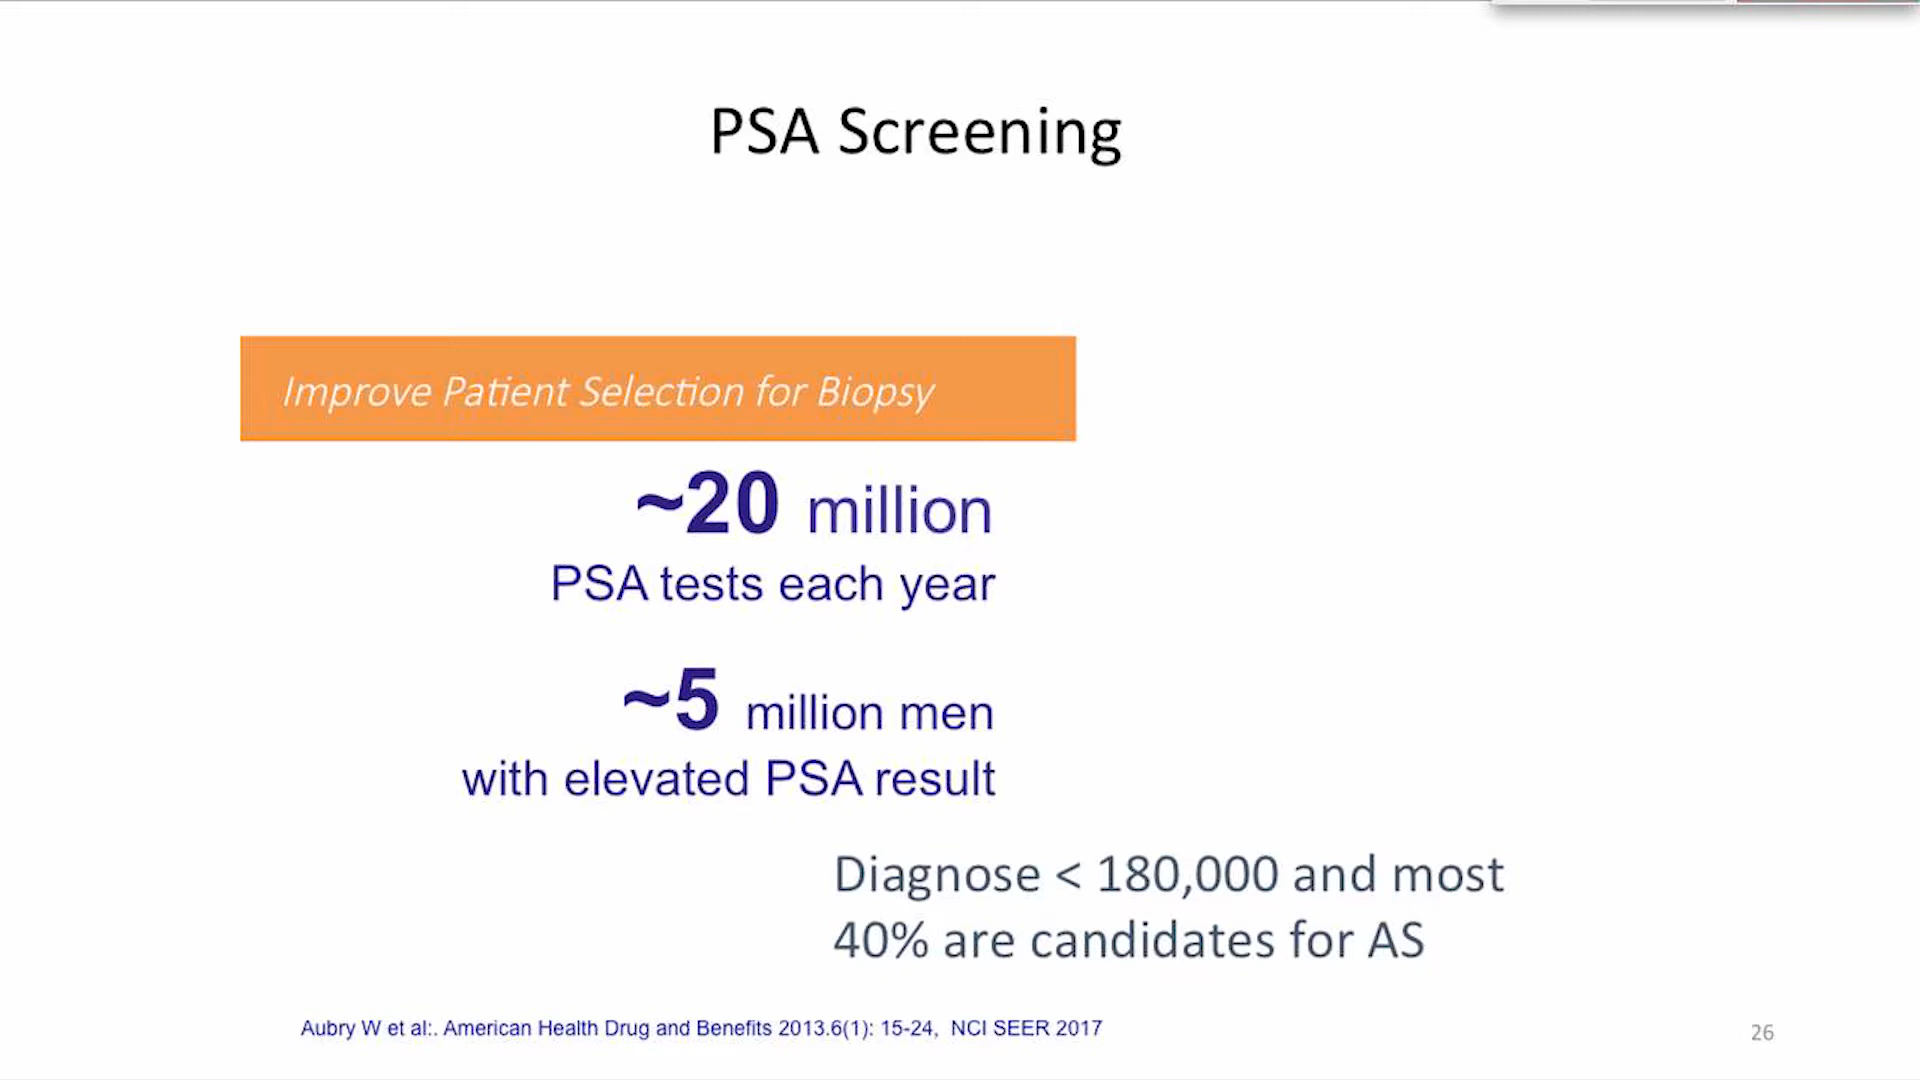 PSA Screening
Improve Patient Selection for Biopsy
~20 million
PSA tests each year
~5 million men
with elevated PSA result
Diagnose < 180,000 and most
40% are candidates for AS
Aubry W et al:. American Health Drug and Benefits 2013.6(1): 15-24, NCI SEER 2017
26